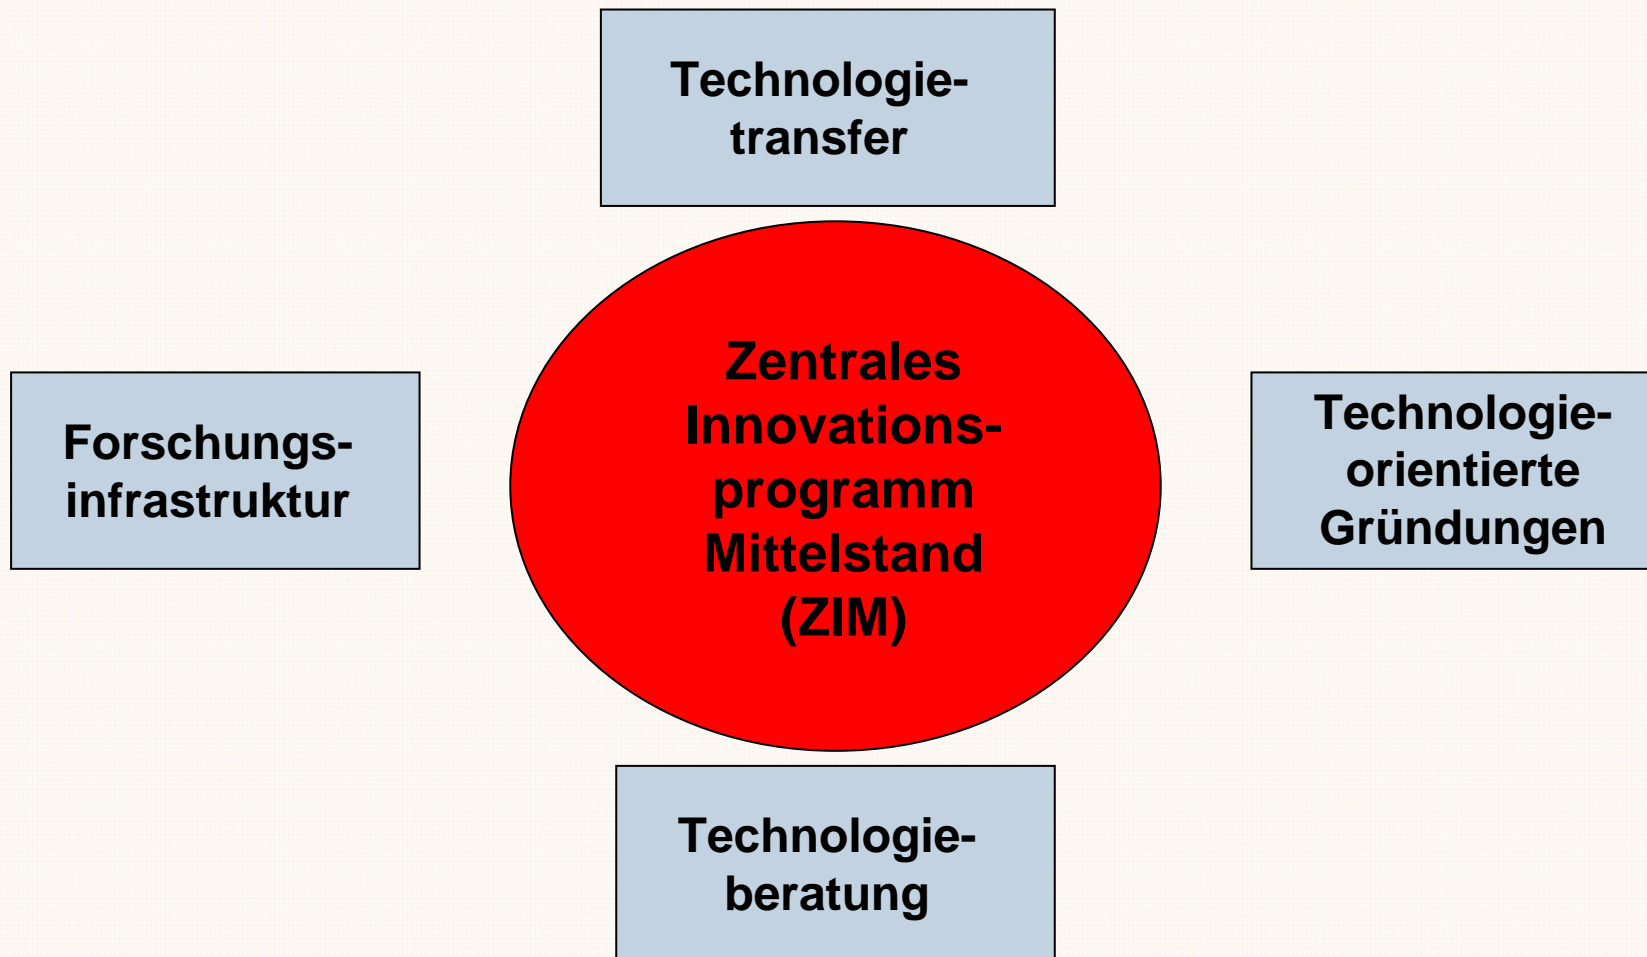 Technologie-
transfer
Zentrales
Innovations-
programm
Mittelstand
(ZIM)
Forschungs-
infrastruktur
Technologie-
orientierte
Gründungen
Technologie-
beratung